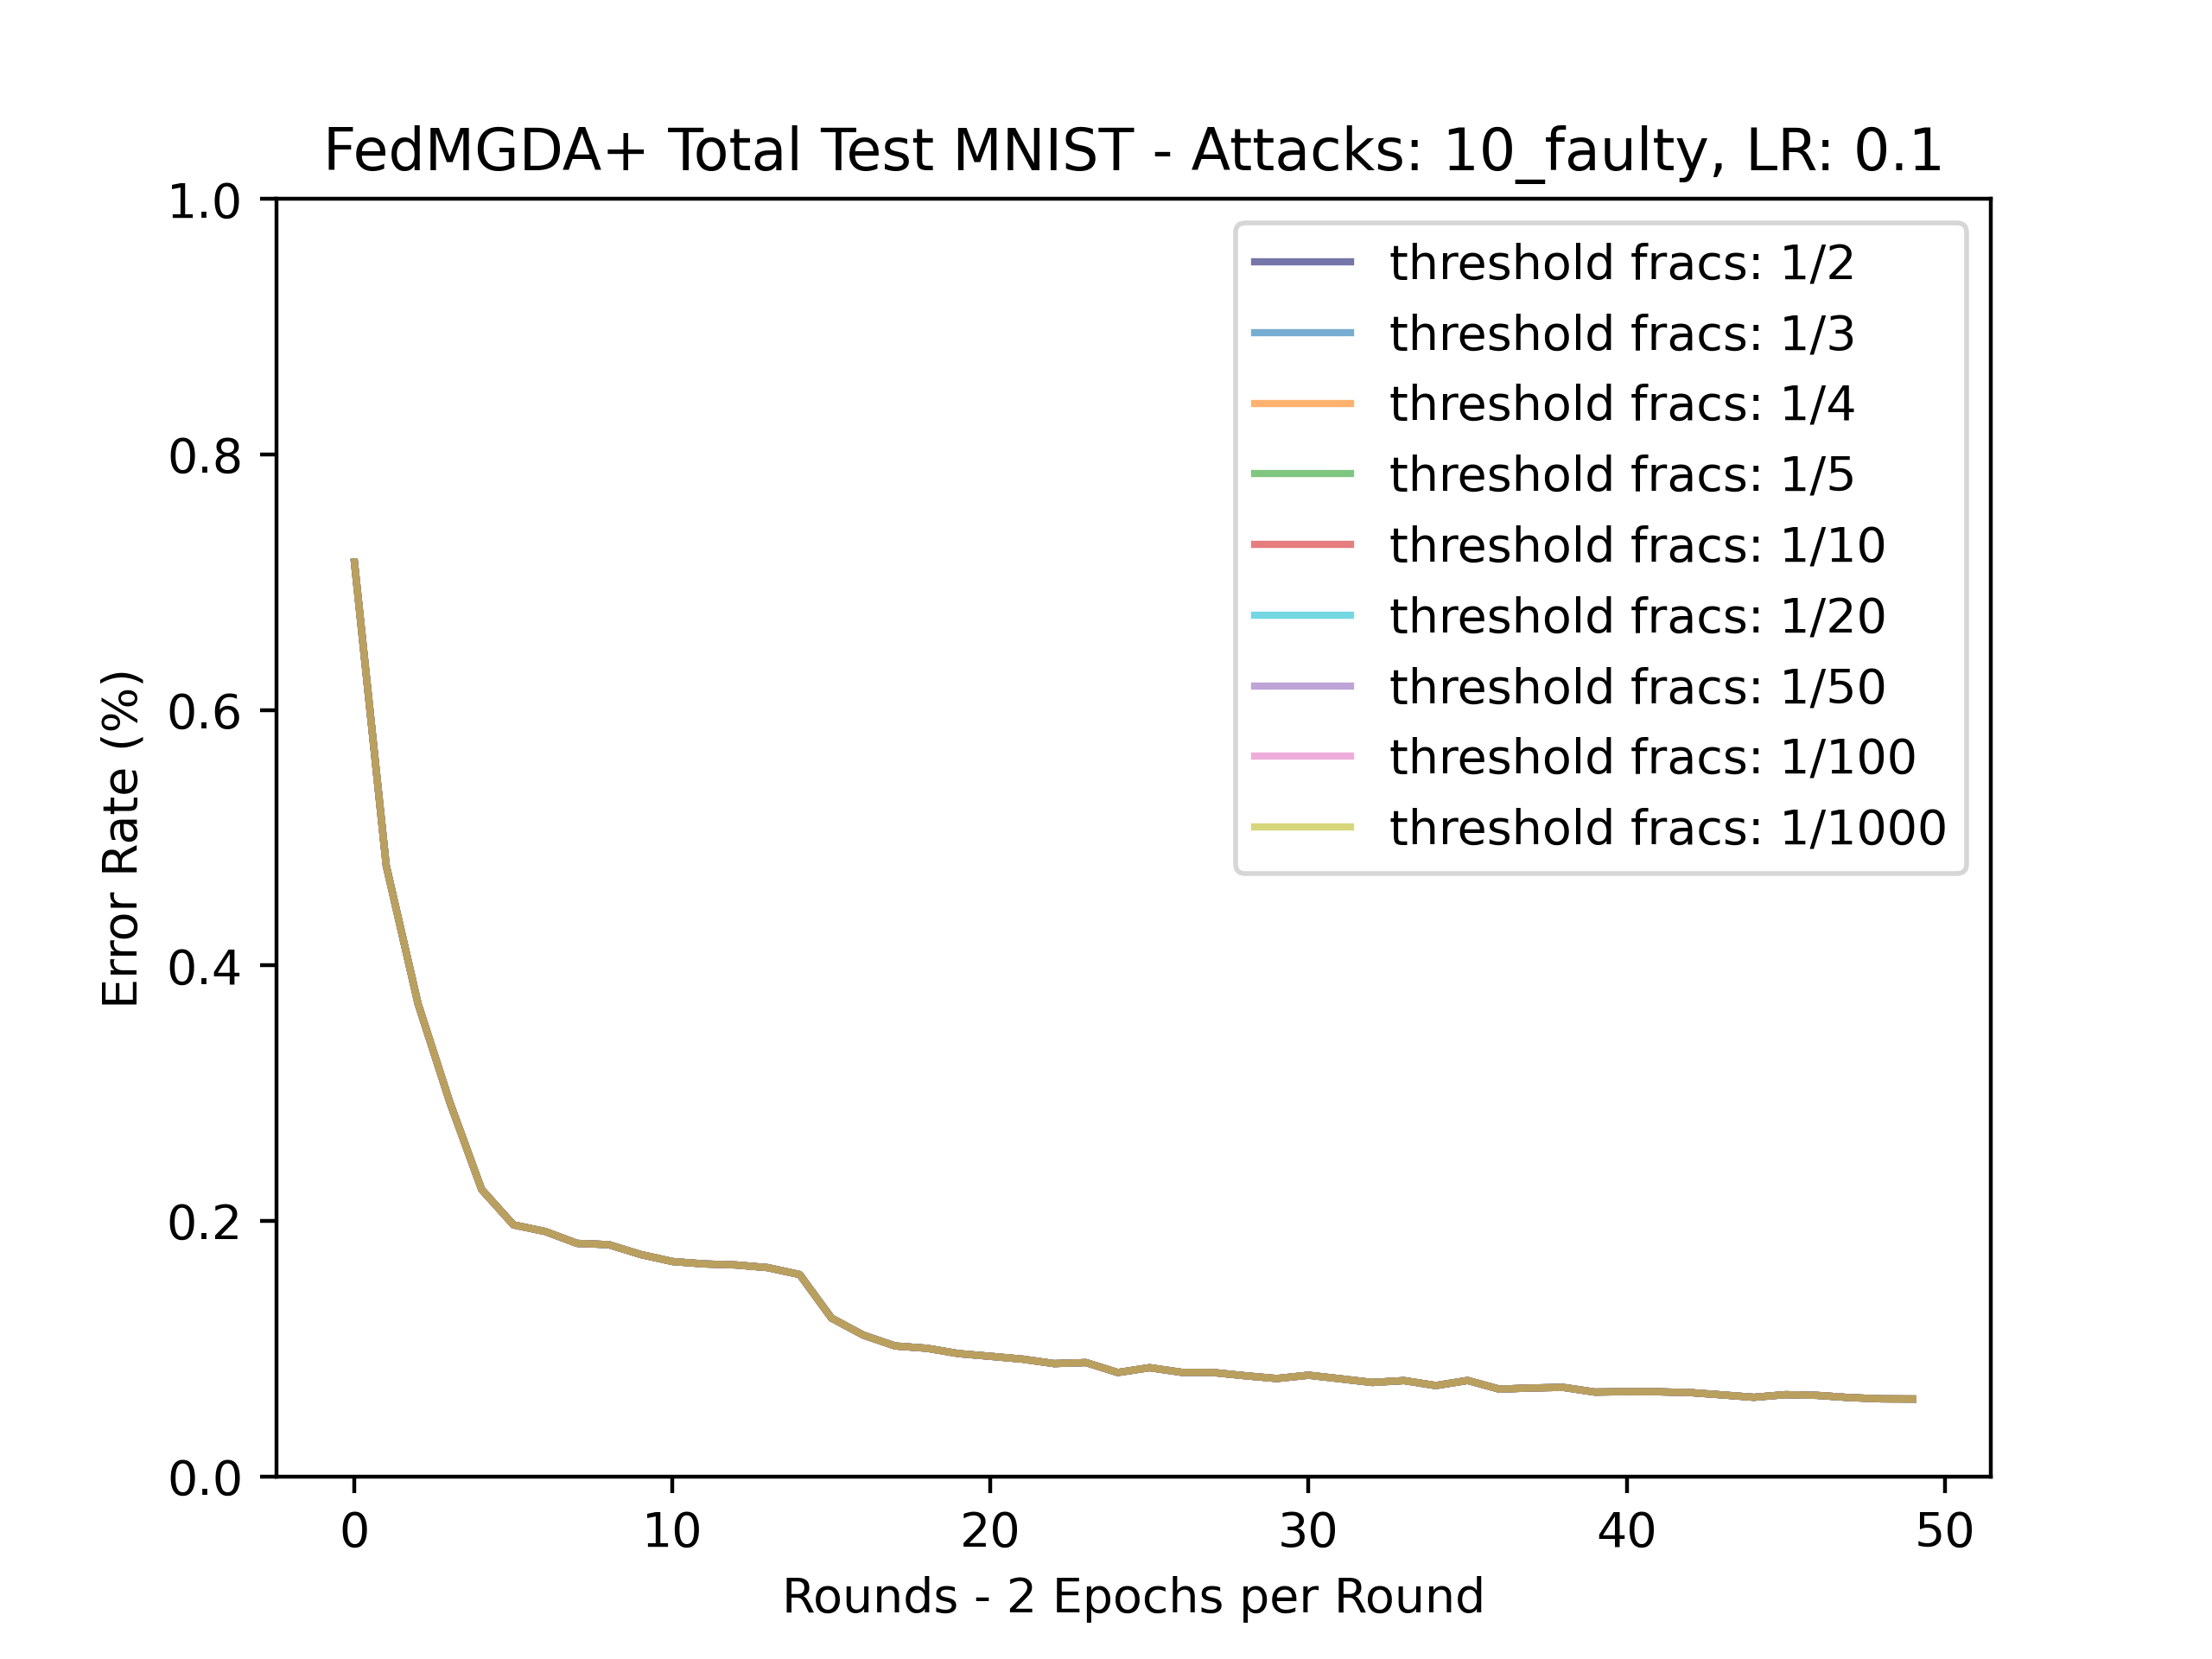 FedMGDA+ Total Test MNIST - Attacks: 10_faulty, LR: 0.1
1.0
0.8
0.6
0.4
0.2
0.0
Error Rate (%)
threshold fracs: 1/2
threshold fracs: 1/3
threshold fracs: 1/4
threshold fracs: 1/5
threshold fracs: 1/10
threshold fracs: 1/20
threshold fracs: 1/50
threshold fracs: 1/100
threshold fracs: 1/1000
0 10 20 30 40 50
Rounds - 2 Epochs per Round